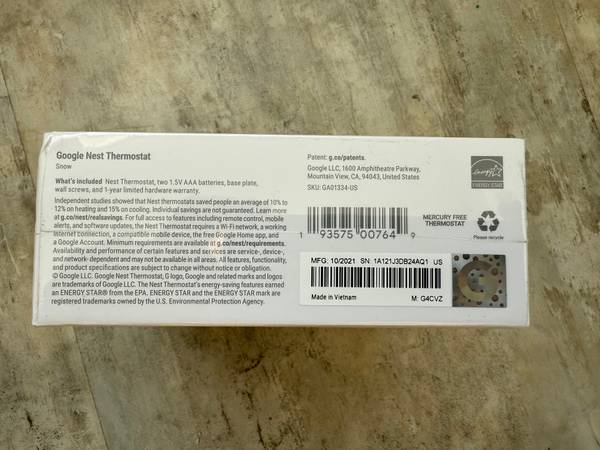 Google Nest Thermostat
Snow
What's included Nest Thermostat, two 1.5V AAA batteries, base plate,
wall screws, and 1-year limited hardware warranty.
Independent studies showed that Nest thermostats saved people an average of 10% to
12% on heating and 15% on cooling. Individual savings are not guaranteed. Learn more
at g.co/nest/realsavings. For full access to features including remote control, mobile
alerts, and software updates, the Nest Thermostat requires a Wi-Fi network, a working
Internet connection, a compatible mobile device, the free Google Home app, and
a Google Account. Minimum requirements are available at g.co/nest/requirements.
Availability and performance of certain features and services are service-, device-,
and network- dependent and may not be available in all areas. All features, functionality,
and product specifications are subject to change without notice or obligation.
© Google LLC. Google Nest Thermostat, G logo, Google and related marks and logos
are trademarks of Google LLC. The Nest Thermostat's energy-saving features earned
an ENERGY STAR® from the EPA. ENERGY STAR and the ENERGY STAR mark are
registered trademarks owned by the U.S. Environmental Protection Agency.
Patent: g.co/patents.
Google LLC, 1600 Amphitheatre Parkway,
Mountain View, CA, 94043, United States
SKU: GA01334-US
1 93575 00764 9
energy
ENERGY STAR
MERCURY FREE
THERMOSTAT
Please recycle
MFG: 10/2021 SN: 1A121J3DB24AQ1 US
Made in Vietnam M: G4CVZ